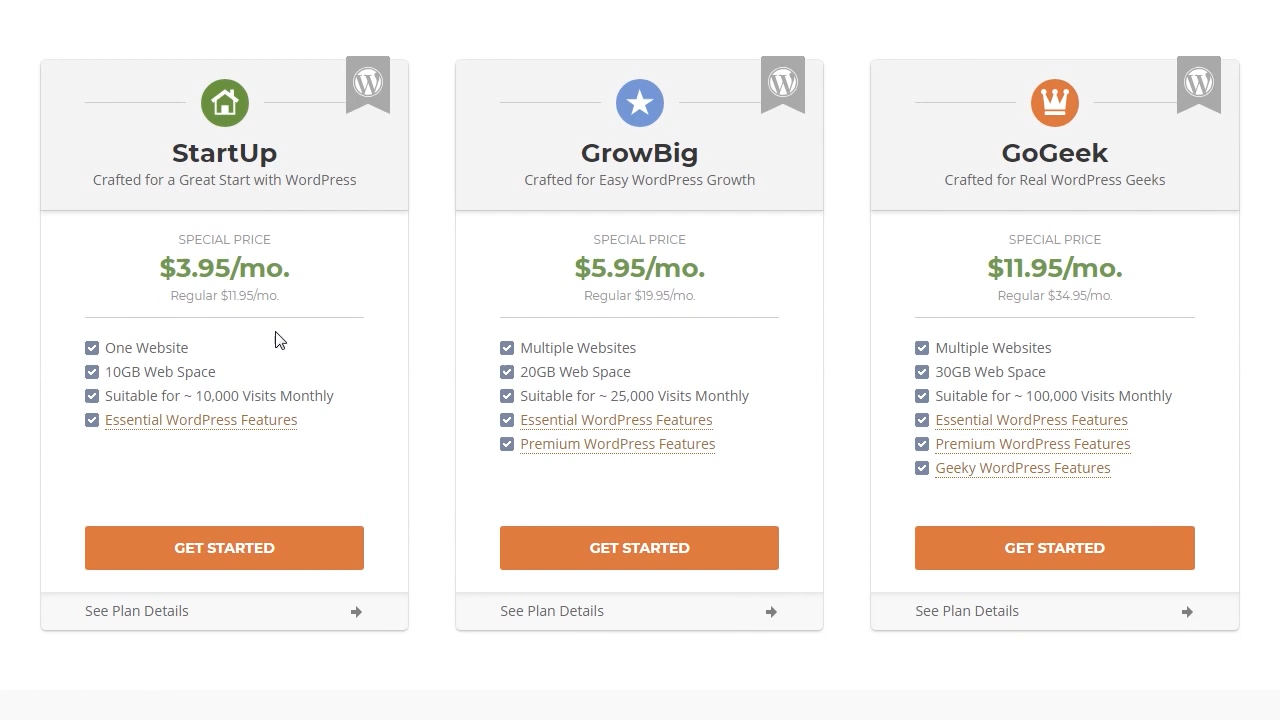 StartUp
Crafted for a Great Start with WordPress
SPECIAL PRICE
$3.95/mo.
Regular $11.95/mo.
One Website
10GB Web Space
Suitable for ~ 10,000 Visits Monthly
Essential WordPress Features
GET STARTED
See Plan Details
GrowBig
Crafted for Easy WordPress Growth
SPECIAL PRICE
$5.95/mo.
Regular $19.95/mo.
Multiple Websites
20GB Web Space
Suitable for ~ 25,000 Visits Monthly
Essential WordPress Features
Premium WordPress Features
GET STARTED
See Plan Details
GoGeek
Crafted for Real WordPress Geeks
SPECIAL PRICE
$11.95/mo.
Regular $34.95/mo.
Multiple Websites
30GB Web Space
Suitable for ~ 100,000 Visits Monthly
Essential WordPress Features
Premium WordPress Features
Geeky WordPress Features
GET STARTED
See Plan Details